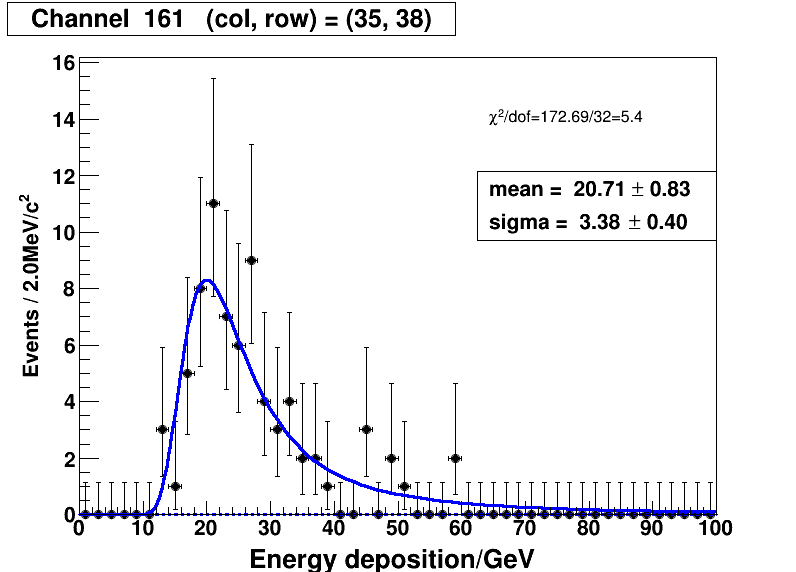 Channel  161   (col, row) = (35, 38)
16
14
12
10
8
6
4
2
0
Events / 2.0MeV/c²
χ²/dof=172.69/32=5.4
mean =  20.71 ± 0.83
sigma =  3.38 ± 0.40
0 10 20 30 40 50 60 70 80 90 100
Energy deposition/GeV